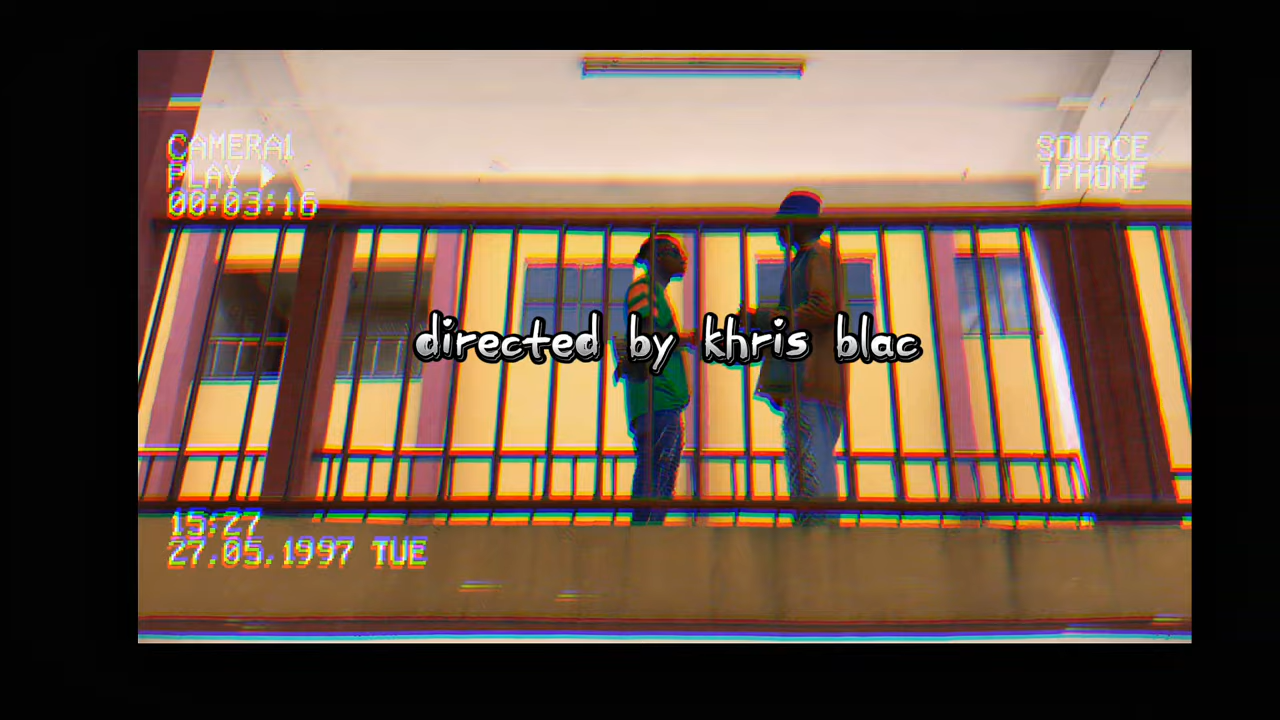 CAMERA1
PLAY
00:03:16
SOURCE
IPHONE
directed by khris blac
15:27
27.05.1997 TUE